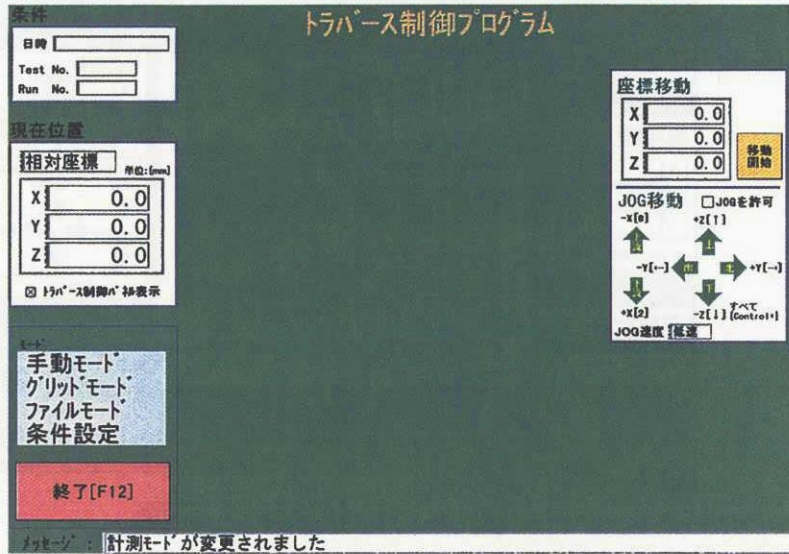 トラバース制御プログラム
条件
日時
Test No.
Run No.
現在位置
相対座標 単位:[mm]
X 0.0
Y 0.0
Z 0.0
☒ トラバース制御パネル表示
モード
手動モード
グリッドモード
ファイルモード
条件設定
終了[F12]
座標移動
X 0.0
Y 0.0
Z 0.0
移動
開始
JOG移動 □JOGを許可
-X[0] +Z[↑]
上
-Y[←] +Y[→]
下
+X[2] -Z[↓] すべて
[Control+]
JOG速度 低速
メッセージ : 計測モードが変更されました